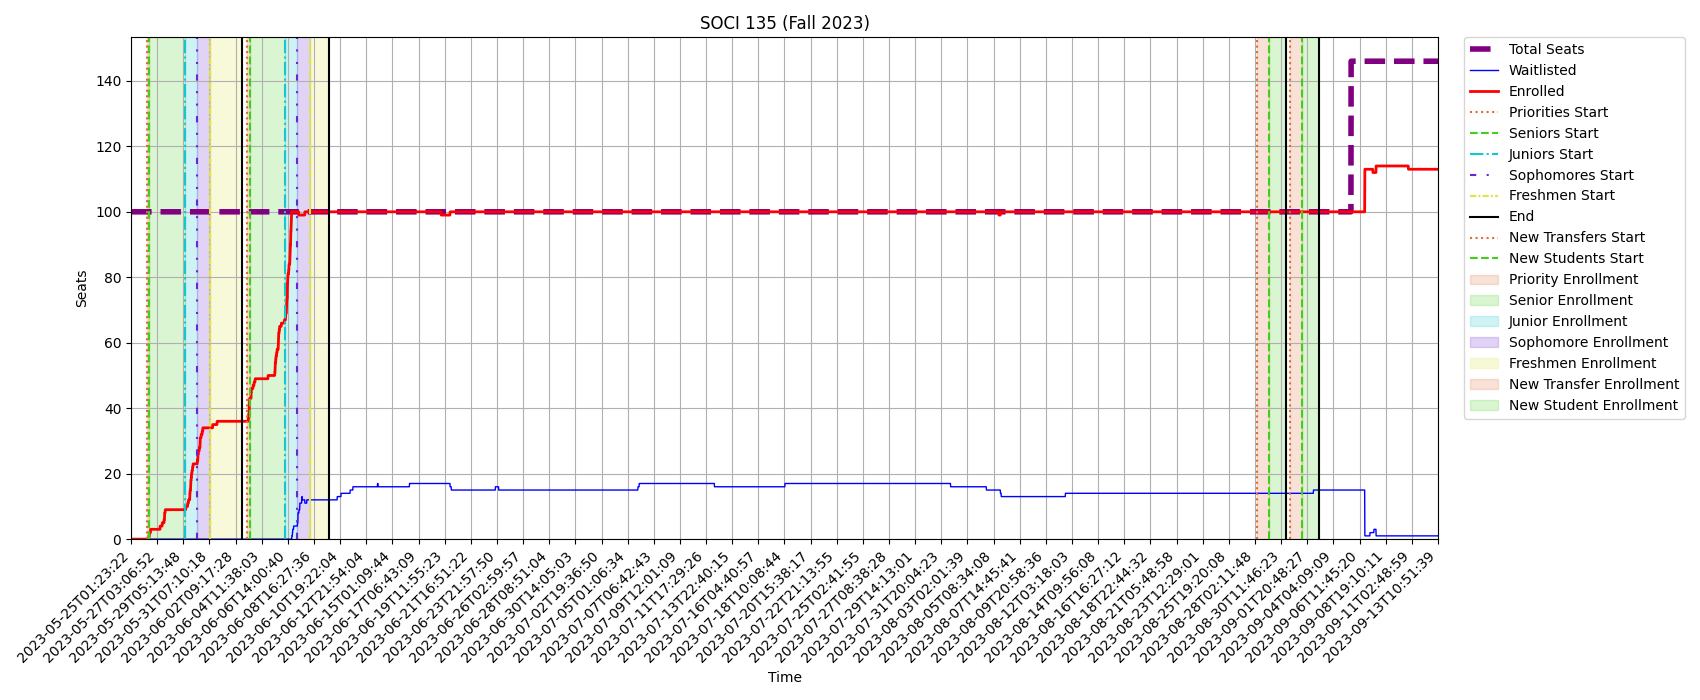 SOCI 135 (Fall 2023)
Seats
140
120
100
80
60
40
20
0
2023-05-25T01:23:22
2023-05-27T03:06:52
2023-05-29T05:13:48
2023-05-31T07:10:18
2023-06-02T09:17:28
2023-06-04T11:38:03
2023-06-06T14:00:40
2023-06-08T16:27:36
2023-06-10T19:22:04
2023-06-12T21:54:04
2023-06-15T01:09:44
2023-06-17T06:43:09
2023-06-19T11:55:23
2023-06-21T16:51:22
2023-06-23T21:57:50
2023-06-26T02:59:57
2023-06-28T08:51:04
2023-06-30T14:05:03
2023-07-02T19:36:50
2023-07-05T01:06:34
2023-07-07T06:42:43
2023-07-09T12:01:09
2023-07-11T17:29:26
2023-07-13T22:40:15
2023-07-16T04:40:57
2023-07-18T10:08:44
2023-07-20T15:38:17
2023-07-22T21:13:55
2023-07-25T02:41:55
2023-07-27T08:38:28
2023-07-29T14:13:01
2023-07-31T20:04:23
2023-08-03T02:01:39
2023-08-05T08:34:08
2023-08-07T14:45:41
2023-08-09T20:58:36
2023-08-12T03:18:03
2023-08-14T09:56:08
2023-08-16T16:27:12
2023-08-18T22:44:32
2023-08-21T05:48:58
2023-08-23T12:29:01
2023-08-25T19:20:08
2023-08-28T02:11:48
2023-08-30T11:46:23
2023-09-01T20:48:27
2023-09-04T04:09:09
2023-09-06T11:45:20
2023-09-08T19:10:11
2023-09-11T02:48:59
2023-09-13T10:51:39
Time
Total Seats
Waitlisted
Enrolled
Priorities Start
Seniors Start
Juniors Start
Sophomores Start
Freshmen Start
End
New Transfers Start
New Students Start
Priority Enrollment
Senior Enrollment
Junior Enrollment
Sophomore Enrollment
Freshmen Enrollment
New Transfer Enrollment
New Student Enrollment